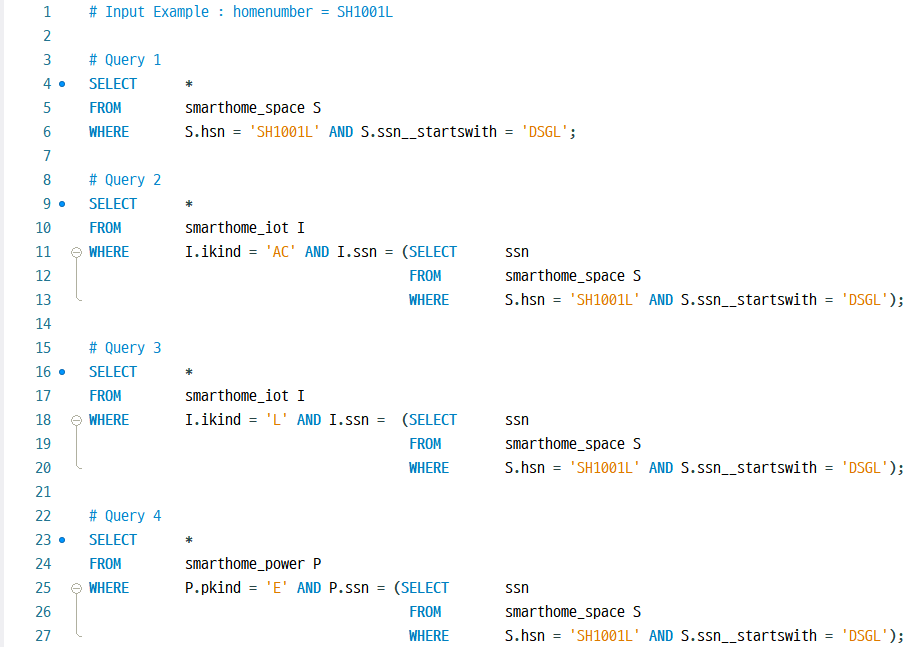 1 # Input Example : homenumber = SH1001L
2
3 # Query 1
4 SELECT *
5 FROM smarthome_space S
6 WHERE S.hsn = 'SH1001L' AND S.ssn__startswith = 'DSGL';
7
8 # Query 2
9 SELECT *
10 FROM smarthome_iot I
11 WHERE I.ikind = 'AC' AND I.ssn = (SELECT ssn
12 FROM smarthome_space S
13 WHERE S.hsn = 'SH1001L' AND S.ssn__startswith = 'DSGL');
14
15 # Query 3
16 SELECT *
17 FROM smarthome_iot I
18 WHERE I.ikind = 'L' AND I.ssn = (SELECT ssn
19 FROM smarthome_space S
20 WHERE S.hsn = 'SH1001L' AND S.ssn__startswith = 'DSGL');
21
22 # Query 4
23 SELECT *
24 FROM smarthome_power P
25 WHERE P.pkind = 'E' AND P.ssn = (SELECT ssn
26 FROM smarthome_space S
27 WHERE S.hsn = 'SH1001L' AND S.ssn__startswith = 'DSGL');